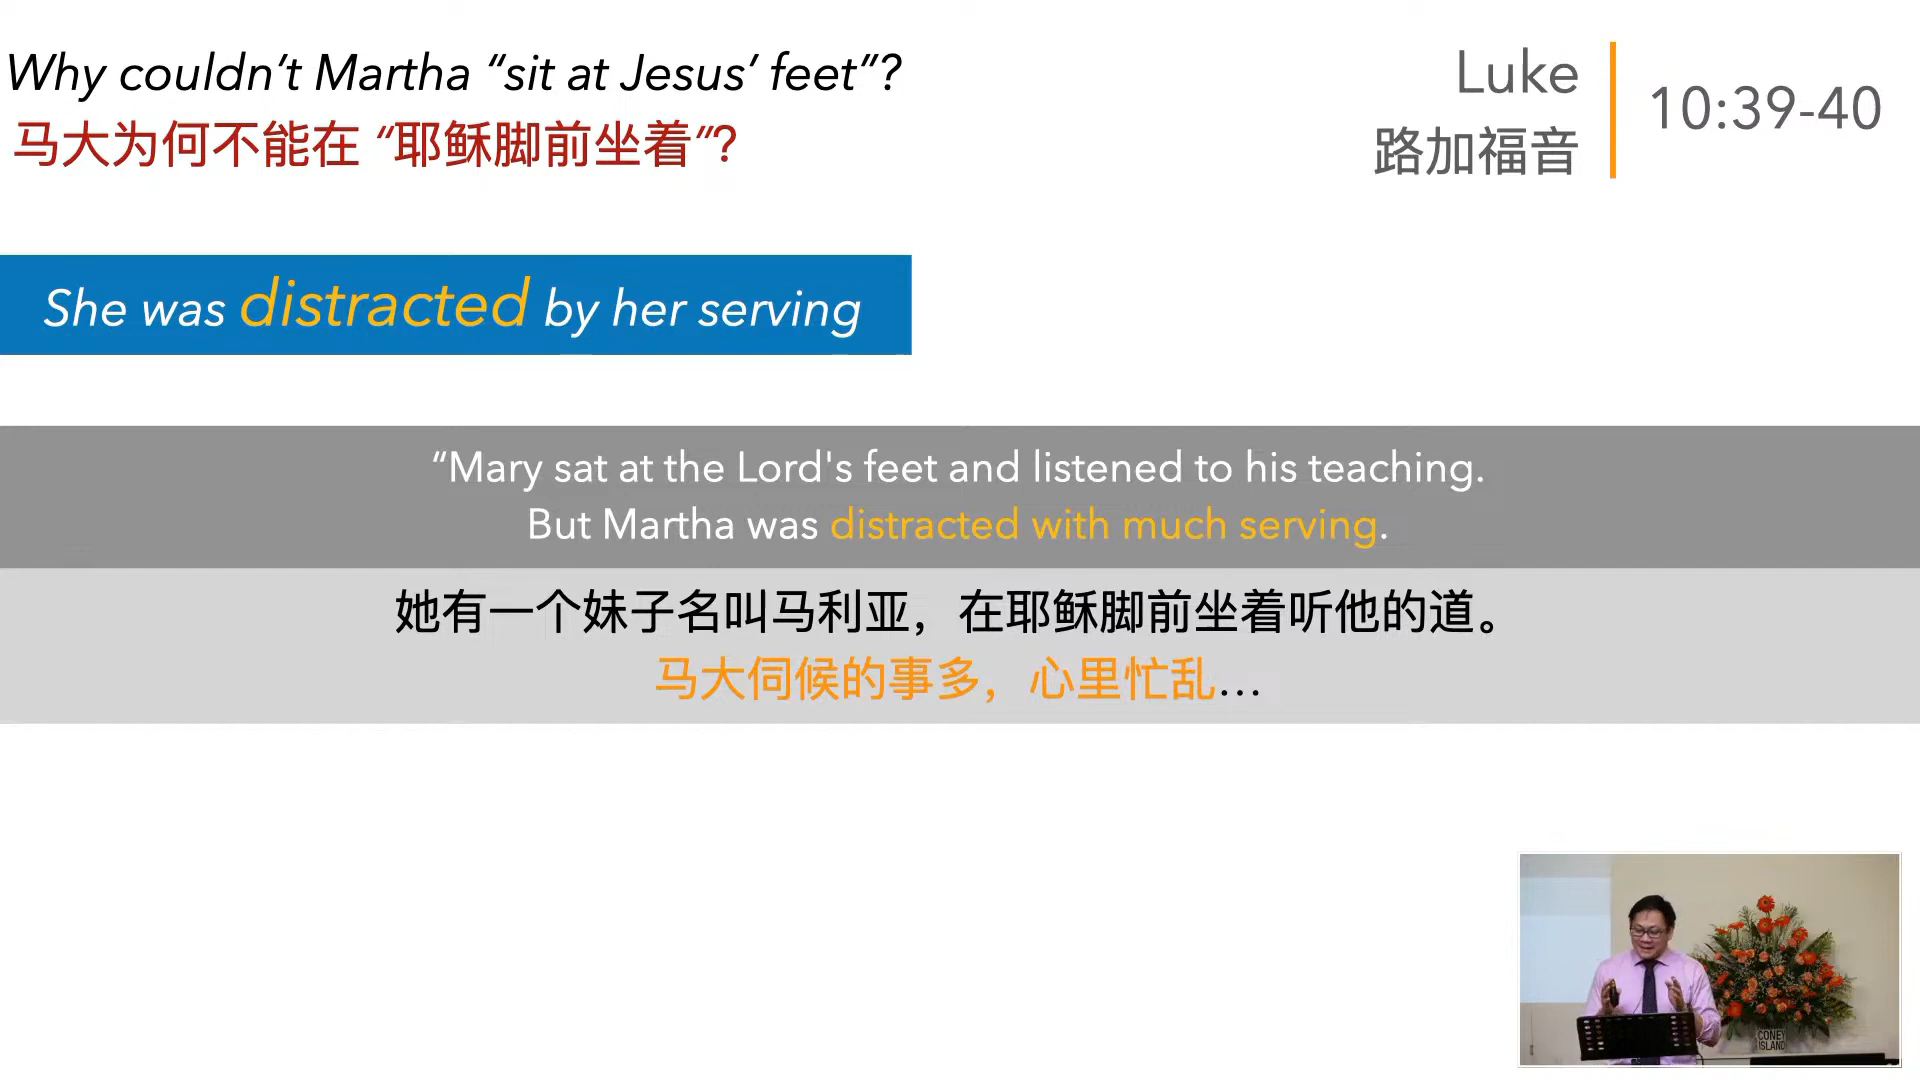 Why couldn’t Martha “sit at Jesus’ feet”?
马大为何不能在 “耶稣脚前坐着”?
Luke
路加福音
10:39-40
She was distracted by her serving
“Mary sat at the Lord's feet and listened to his teaching.
But Martha was distracted with much serving.
她有一个妹子名叫马利亚，在耶稣脚前坐着听他的道。
马大伺候的事多，心里忙乱…
CONEY
ISLAND